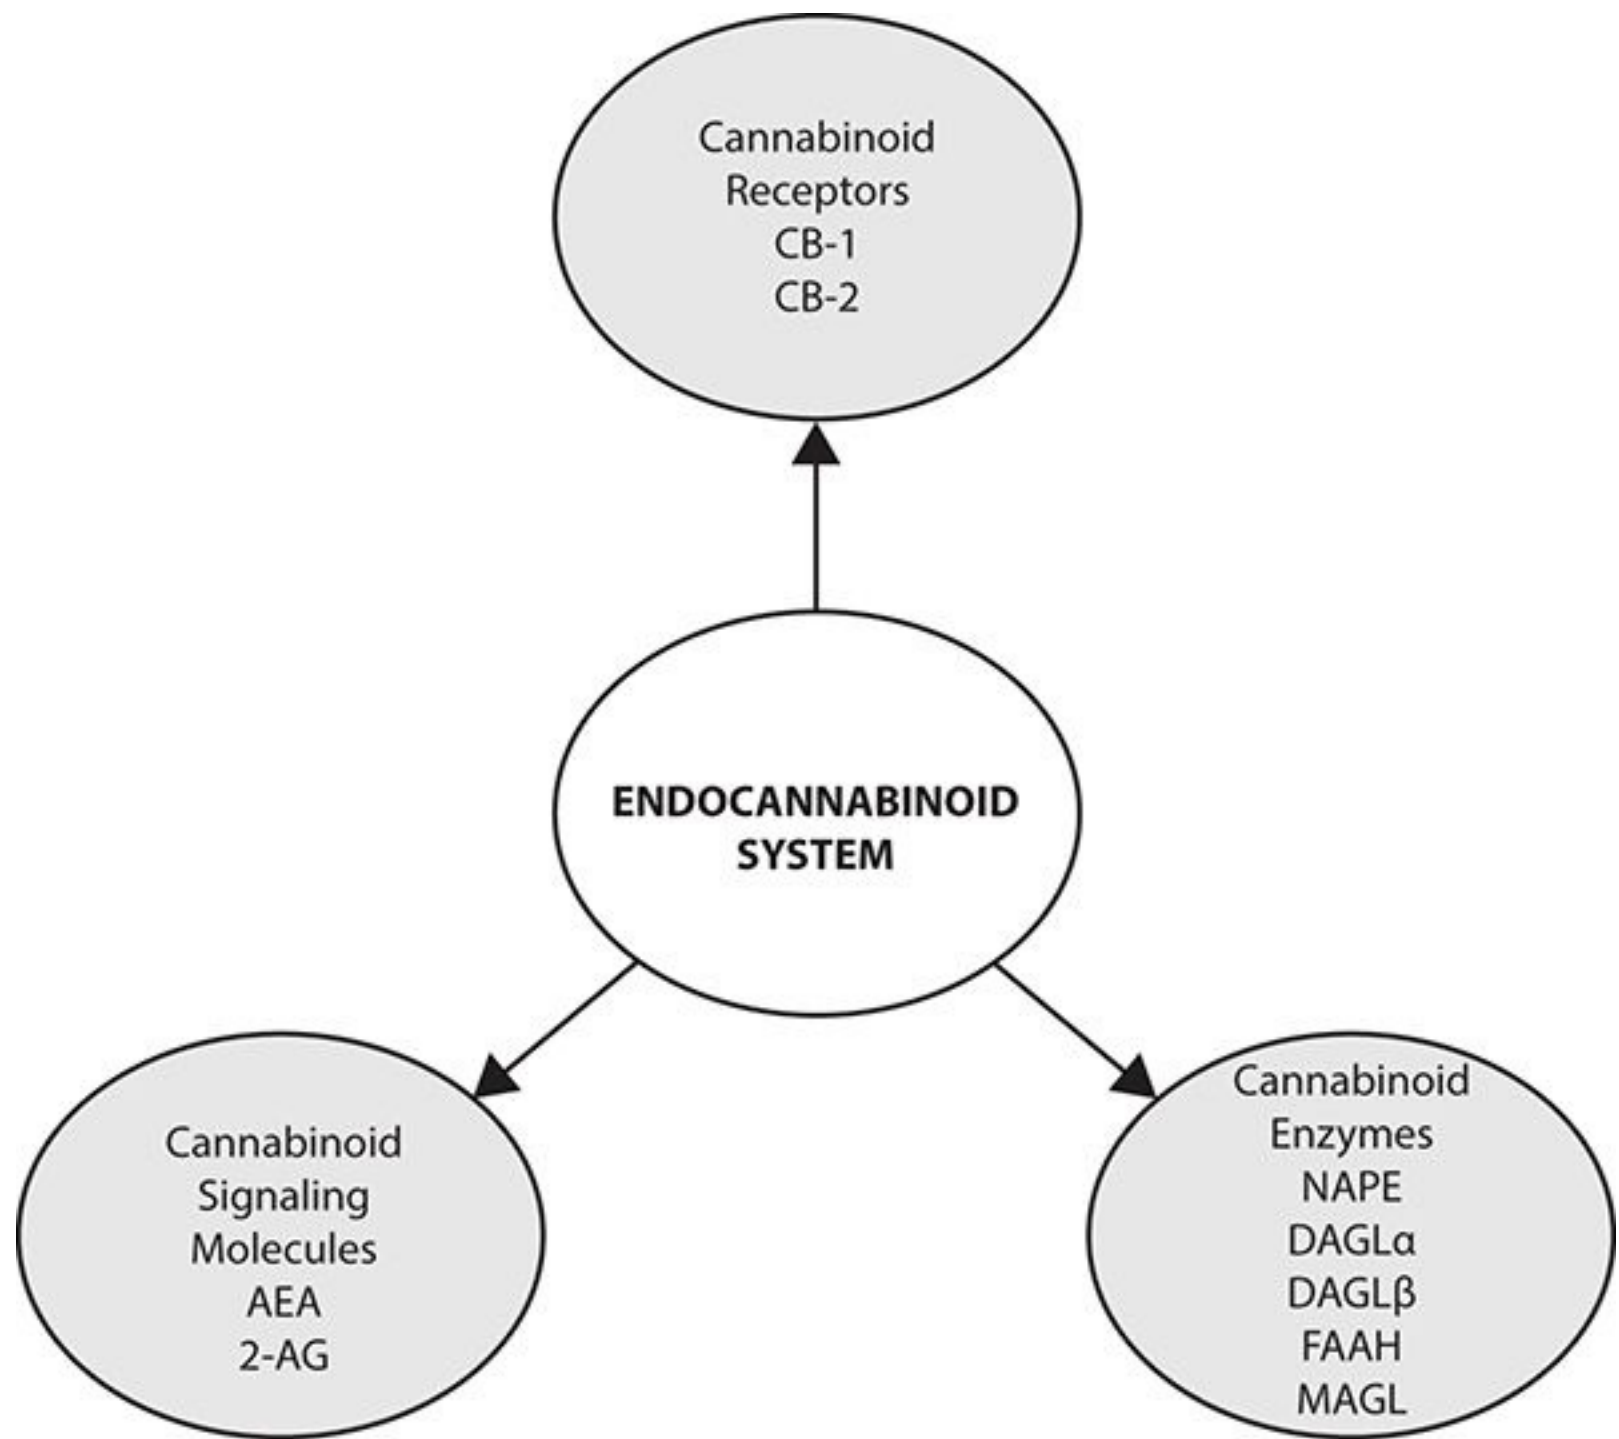 Cannabinoid
Receptors
CB-1
CB-2
ENDOCANNABINOID
SYSTEM
Cannabinoid
Signaling
Molecules
AEA
2-AG
Cannabinoid
Enzymes
NAPE
DAGLα
DAGLβ
FAAH
MAGL